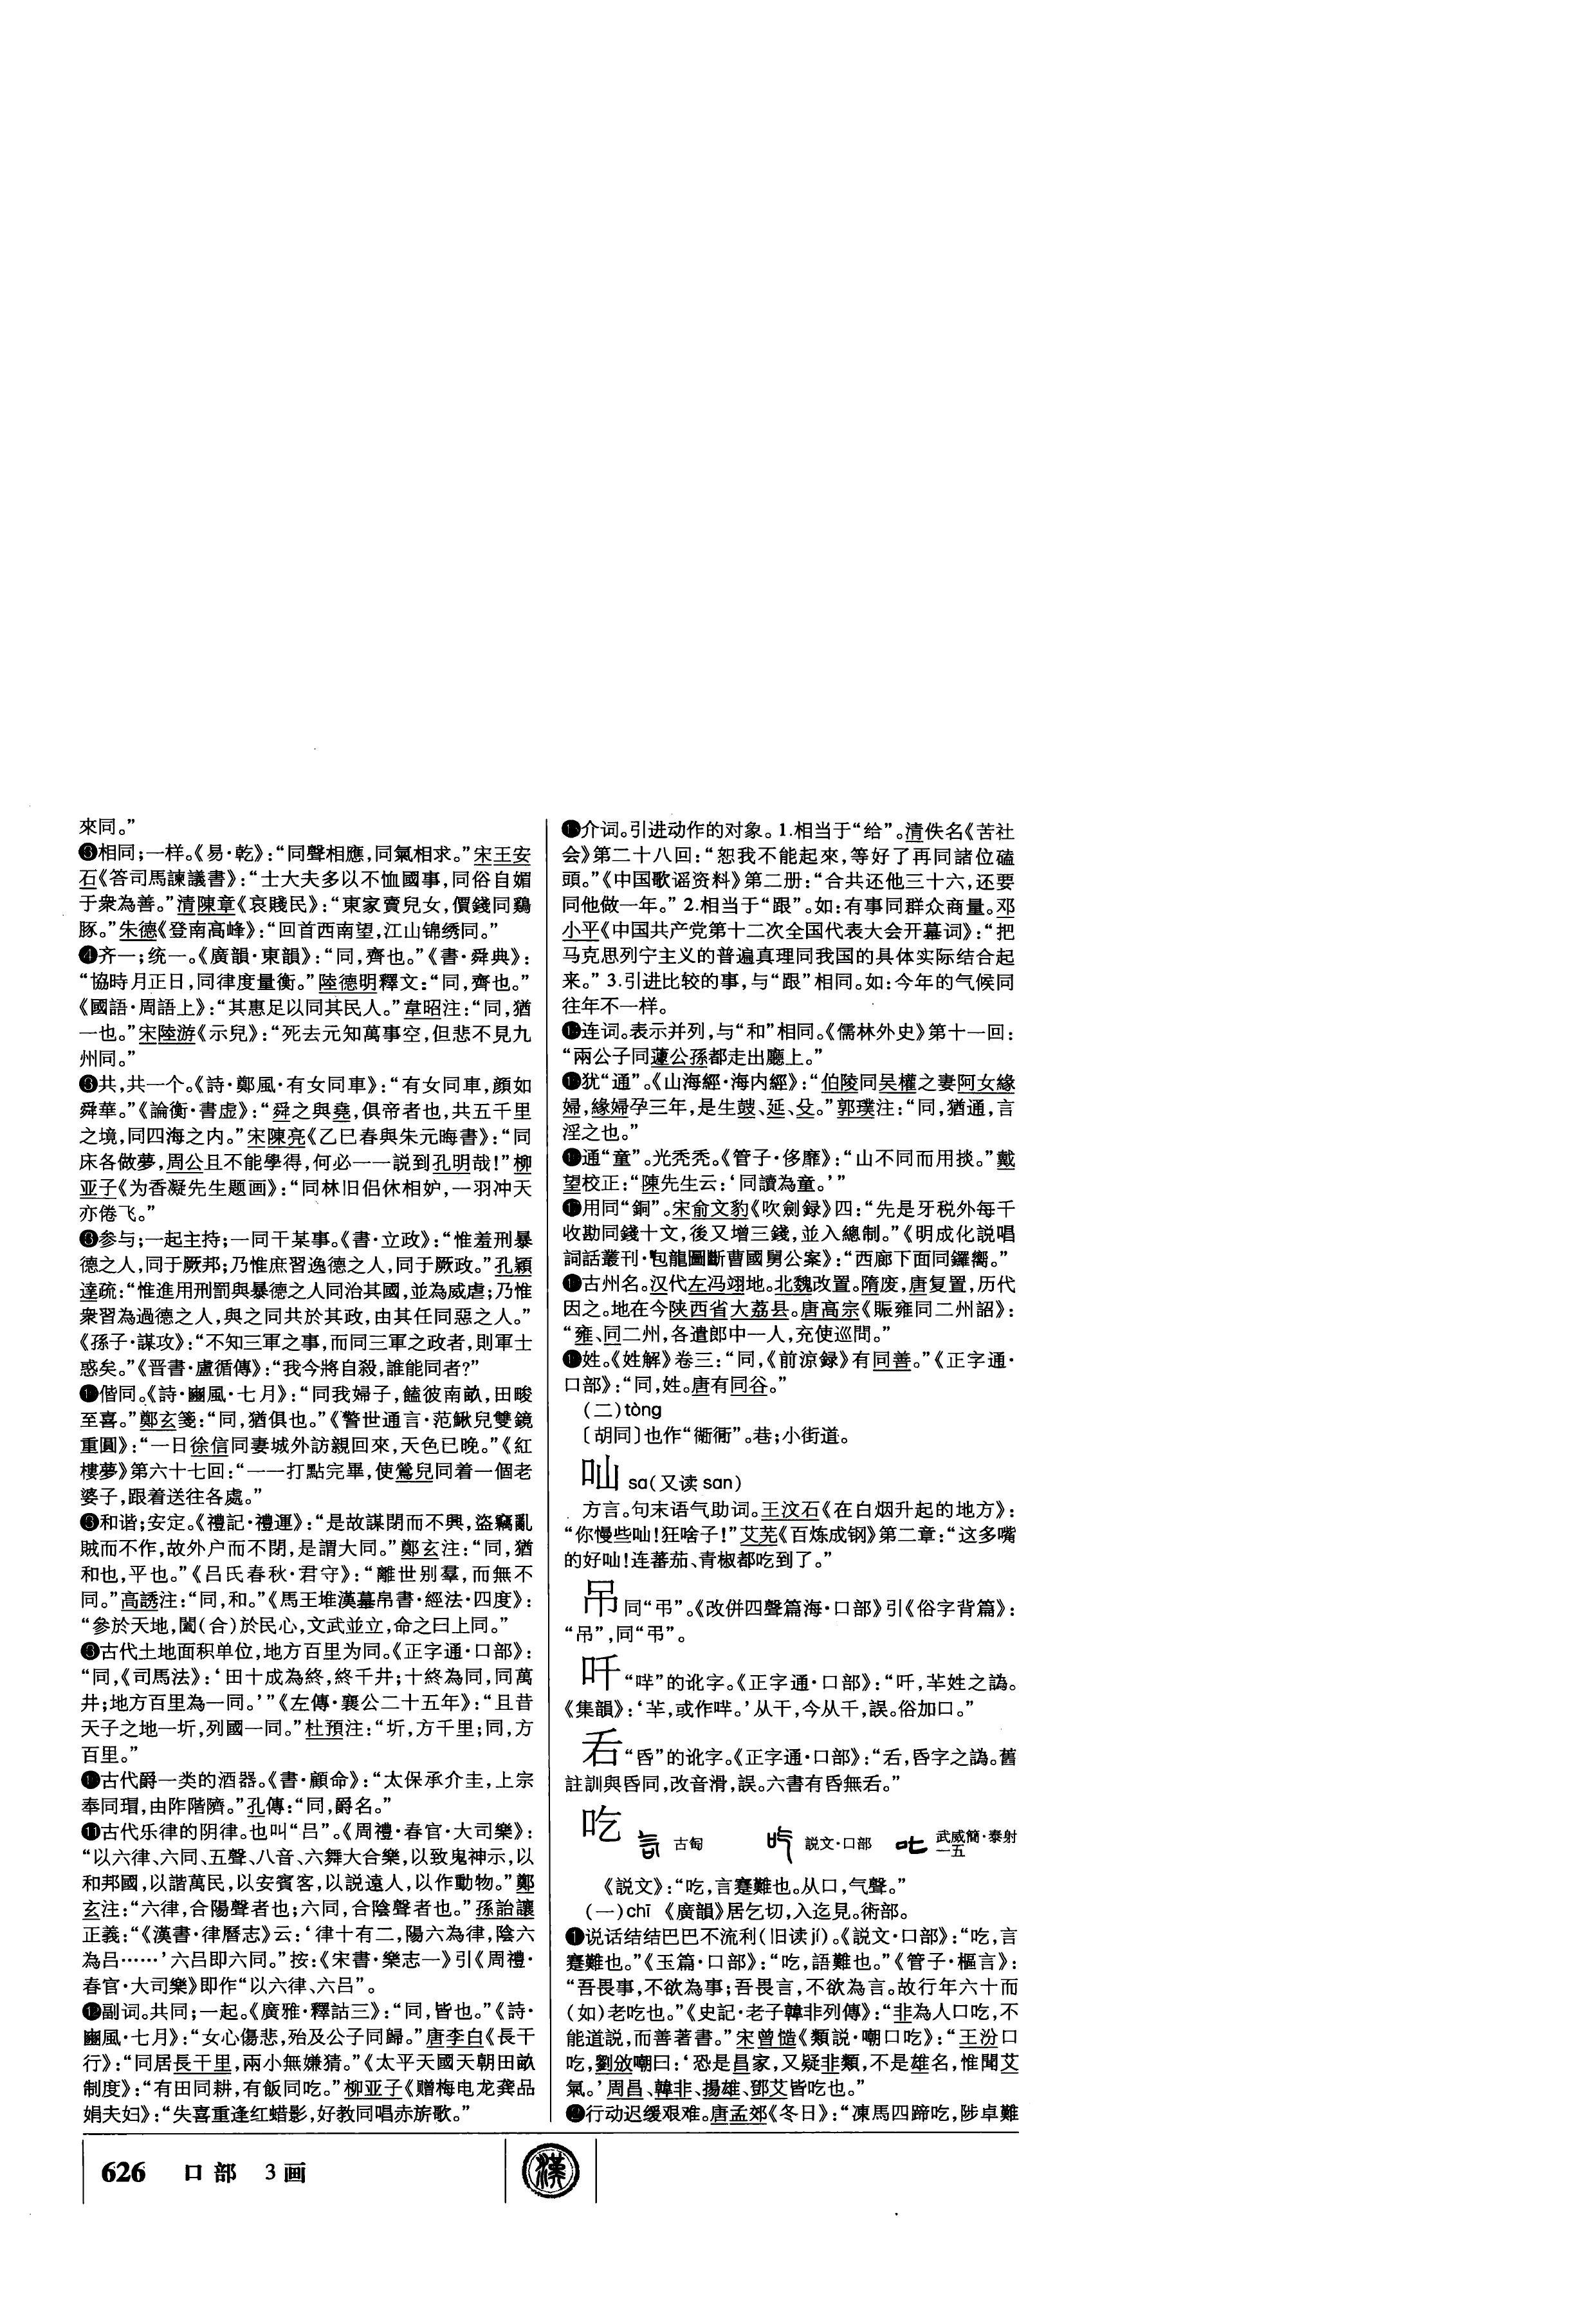 來同。”
❸相同;一样。《易·乾》:“同聲相應,同氣相求。”宋王安
石《答司馬諫議書》:“士大夫多以不恤國事,同俗自媚
于衆為善。”清陳章《哀賤民》:“東家賣兒女,價錢同鷄
豚。”朱德《登南高峰》:“回首西南望,江山锦绣同。”
❹齐一;统一。《廣韻·東韻》:“同,齊也。”《書·舜典》:
“協時月正日,同律度量衡。”陸德明釋文:“同,齊也。”
《國語·周語上》:“其惠足以同其民人。”韋昭注:“同,猶
一也。”宋陸游《示兒》:“死去元知萬事空,但悲不見九
州同。”
共,共一个。《詩·鄭風·有女同車》:“有女同車,顔如
舜華。”《論衡·書虚》:“舜之與堯,俱帝者也,共五千里
之境,同四海之内。”宋陳亮《乙巳春與朱元晦書》:“同
床各做夢,周公且不能學得,何必一一説到孔明哉!”柳
亚子《为香凝先生题画》:“同林旧侣休相妒,一羽冲天
亦倦飞。”
参与;一起主持;一同干某事。《書·立政》:“惟羞刑暴
德之人,同于厥邦;乃惟庶習逸德之人,同于厥政。”孔穎
達疏:“惟進用刑罰與暴德之人同治其國,並為威虐;乃惟
衆習為過德之人,與之同共於其政,由其任同惡之人。”
《孫子·謀攻》:“不知三軍之事,而同三軍之政者,則軍士
惑矣。”《晋書·盧循傳》:“我今將自殺,誰能同者?”
偕同。《詩·豳風·七月》:“同我婦子,饁彼南畝,田畯
至喜。”鄭玄箋:“同,猶俱也。”《警世通言·范鰍兒雙鏡
重圓》:“一日徐信同妻城外訪親回來,天色已晚。”《紅
樓夢》第六十七回:“一一打點完畢,使鶯兒同着一個老
婆子,跟着送往各處。”
和谐;安定。《禮記·禮運》:“是故謀閉而不興,盗竊亂
賊而不作,故外户而不閉,是謂大同。”鄭玄注:“同,猶
和也,平也。”《吕氏春秋·君守》:“離世别羣,而無不
同。”高誘注:“同,和。”《馬王堆漢墓帛書·經法·四度》:
“參於天地,闔(合)於民心,文武並立,命之曰上同。”
古代土地面积单位,地方百里为同。《正字通·口部》:
“同,《司馬法》:‘田十成為終,終千井;十終為同,同萬
井;地方百里為一同。’”《左傳·襄公二十五年》:“且昔
天子之地一圻,列國一同。”杜預注:“圻,方千里;同,方
百里。”
古代爵一类的酒器。《書·顧命》:“太保承介圭,上宗
奉同瑁,由阼階隮。”孔傳:“同,爵名。”
⓫古代乐律的阴律。也叫“吕”。《周禮·春官·大司樂》:
“以六律、六同、五聲、八音、六舞大合樂,以致鬼神示,以
和邦國,以諧萬民,以安賓客,以説遠人,以作動物。”鄭
玄注:“六律,合陽聲者也;六同,合陰聲者也。”孫詒讓
正義:“《漢書·律曆志》云:‘律十有二,陽六為律,陰六
為吕……’六吕即六同。”按:《宋書·樂志一》引《周禮·
春官·大司樂》即作“以六律、六吕”。
⓬副词。共同;一起。《廣雅·釋詁三》:“同,皆也。”《詩·
豳風·七月》:“女心傷悲,殆及公子同歸。”唐李白《長干
行》:“同居長干里,兩小無嫌猜。”《太平天國天朝田畝
制度》:“有田同耕,有飯同吃。”柳亚子《赠梅电龙龚品
娟夫妇》:“失喜重逢红蜡影,好教同唱赤旂歌。”
介词。引进动作的对象。1.相当于“给”。清佚名《苦社
会》第二十八回:“恕我不能起來,等好了再同諸位磕
頭。”《中国歌谣资料》第二册:“合共还他三十六,还要
同他做一年。”2.相当于“跟”。如:有事同群众商量。邓
小平《中国共产党第十二次全国代表大会开幕词》:“把
马克思列宁主义的普遍真理同我国的具体实际结合起
来。”3.引进比较的事,与“跟”相同。如:今年的气候同
往年不一样。
连词。表示并列,与“和”相同。《儒林外史》第十一回:
“兩公子同蘧公孫都走出廳上。”
犹“通”。《山海經·海内經》:“伯陵同吴權之妻阿女緣
婦,緣婦孕三年,是生鼓、延、殳。”郭璞注:“同,猶通,言
淫之也。”
通“童”。光秃秃。《管子·侈靡》:“山不同而用掞。”戴
望校正:“陳先生云:‘同讀為童。’”
用同“銅”。宋俞文豹《吹劍録》四:“先是牙税外每千
收勘同錢十文,後又增三錢,並入總制。”《明成化説唱
詞話叢刊·包龍圖斷曹國舅公案》:“西廊下面同鑼嚮。”
古州名。汉代左冯翊地。北魏改置。隋废,唐复置,历代
因之。地在今陕西省大荔县。唐高宗《賑雍同二州詔》:
“雍、同二州,各遣郎中一人,充使巡問。”
姓。《姓解》卷三:“同,《前涼録》有同善。”《正字通·
口部》:“同,姓。唐有同谷。”
(二)tòng
〔胡同〕也作“衚衕”。巷;小街道。
吣 sɑ(又读sɑn)
方言。句末语气助词。王汶石《在白烟升起的地方》:
“你慢些!狂啥子!”艾芜《百炼成钢》第二章:“这多嘴
的好!连蕃茄、青椒都吃到了。”
吊 同“弔”。《改併四聲篇海·口部》引《俗字背篇》:
“吊”,同“弔”。
吀 “哶”的讹字。《正字通·口部》:“吀,羋姓之譌。
《集韻》:‘羋,或作哶。’从干,今从千,誤。俗加口。”
𠯑 “昏”的讹字。《正字通·口部》:“,昏字之譌。舊
註訓與昏同,改音滑,誤。六書有昏無。”
吃 古匋 説文·口部 武威簡·泰射
一五
《説文》:“吃,言蹇難也。从口,气聲。”
(一)chī 《廣韻》居乞切,入迄見。術部。
❶说话结结巴巴不流利(旧读jí)。《説文·口部》:“吃,言
蹇難也。”《玉篇·口部》:“吃,語難也。”《管子·樞言》:
“吾畏事,不欲為事;吾畏言,不欲為言。故行年六十而
(如)老吃也。”《史記·老子韓非列傳》:“非為人口吃,不
能道説,而善著書。”宋曾慥《類説·嘲口吃》:“王汾口
吃,劉攽嘲曰:‘恐是昌家,又疑非類,不是雄名,惟聞艾
氣。’周昌、韓非、揚雄、鄧艾皆吃也。”
❷行动迟缓艰难。唐孟郊《冬日》:“凍馬四蹄吃,陟卓難
626 口部 3画 漢